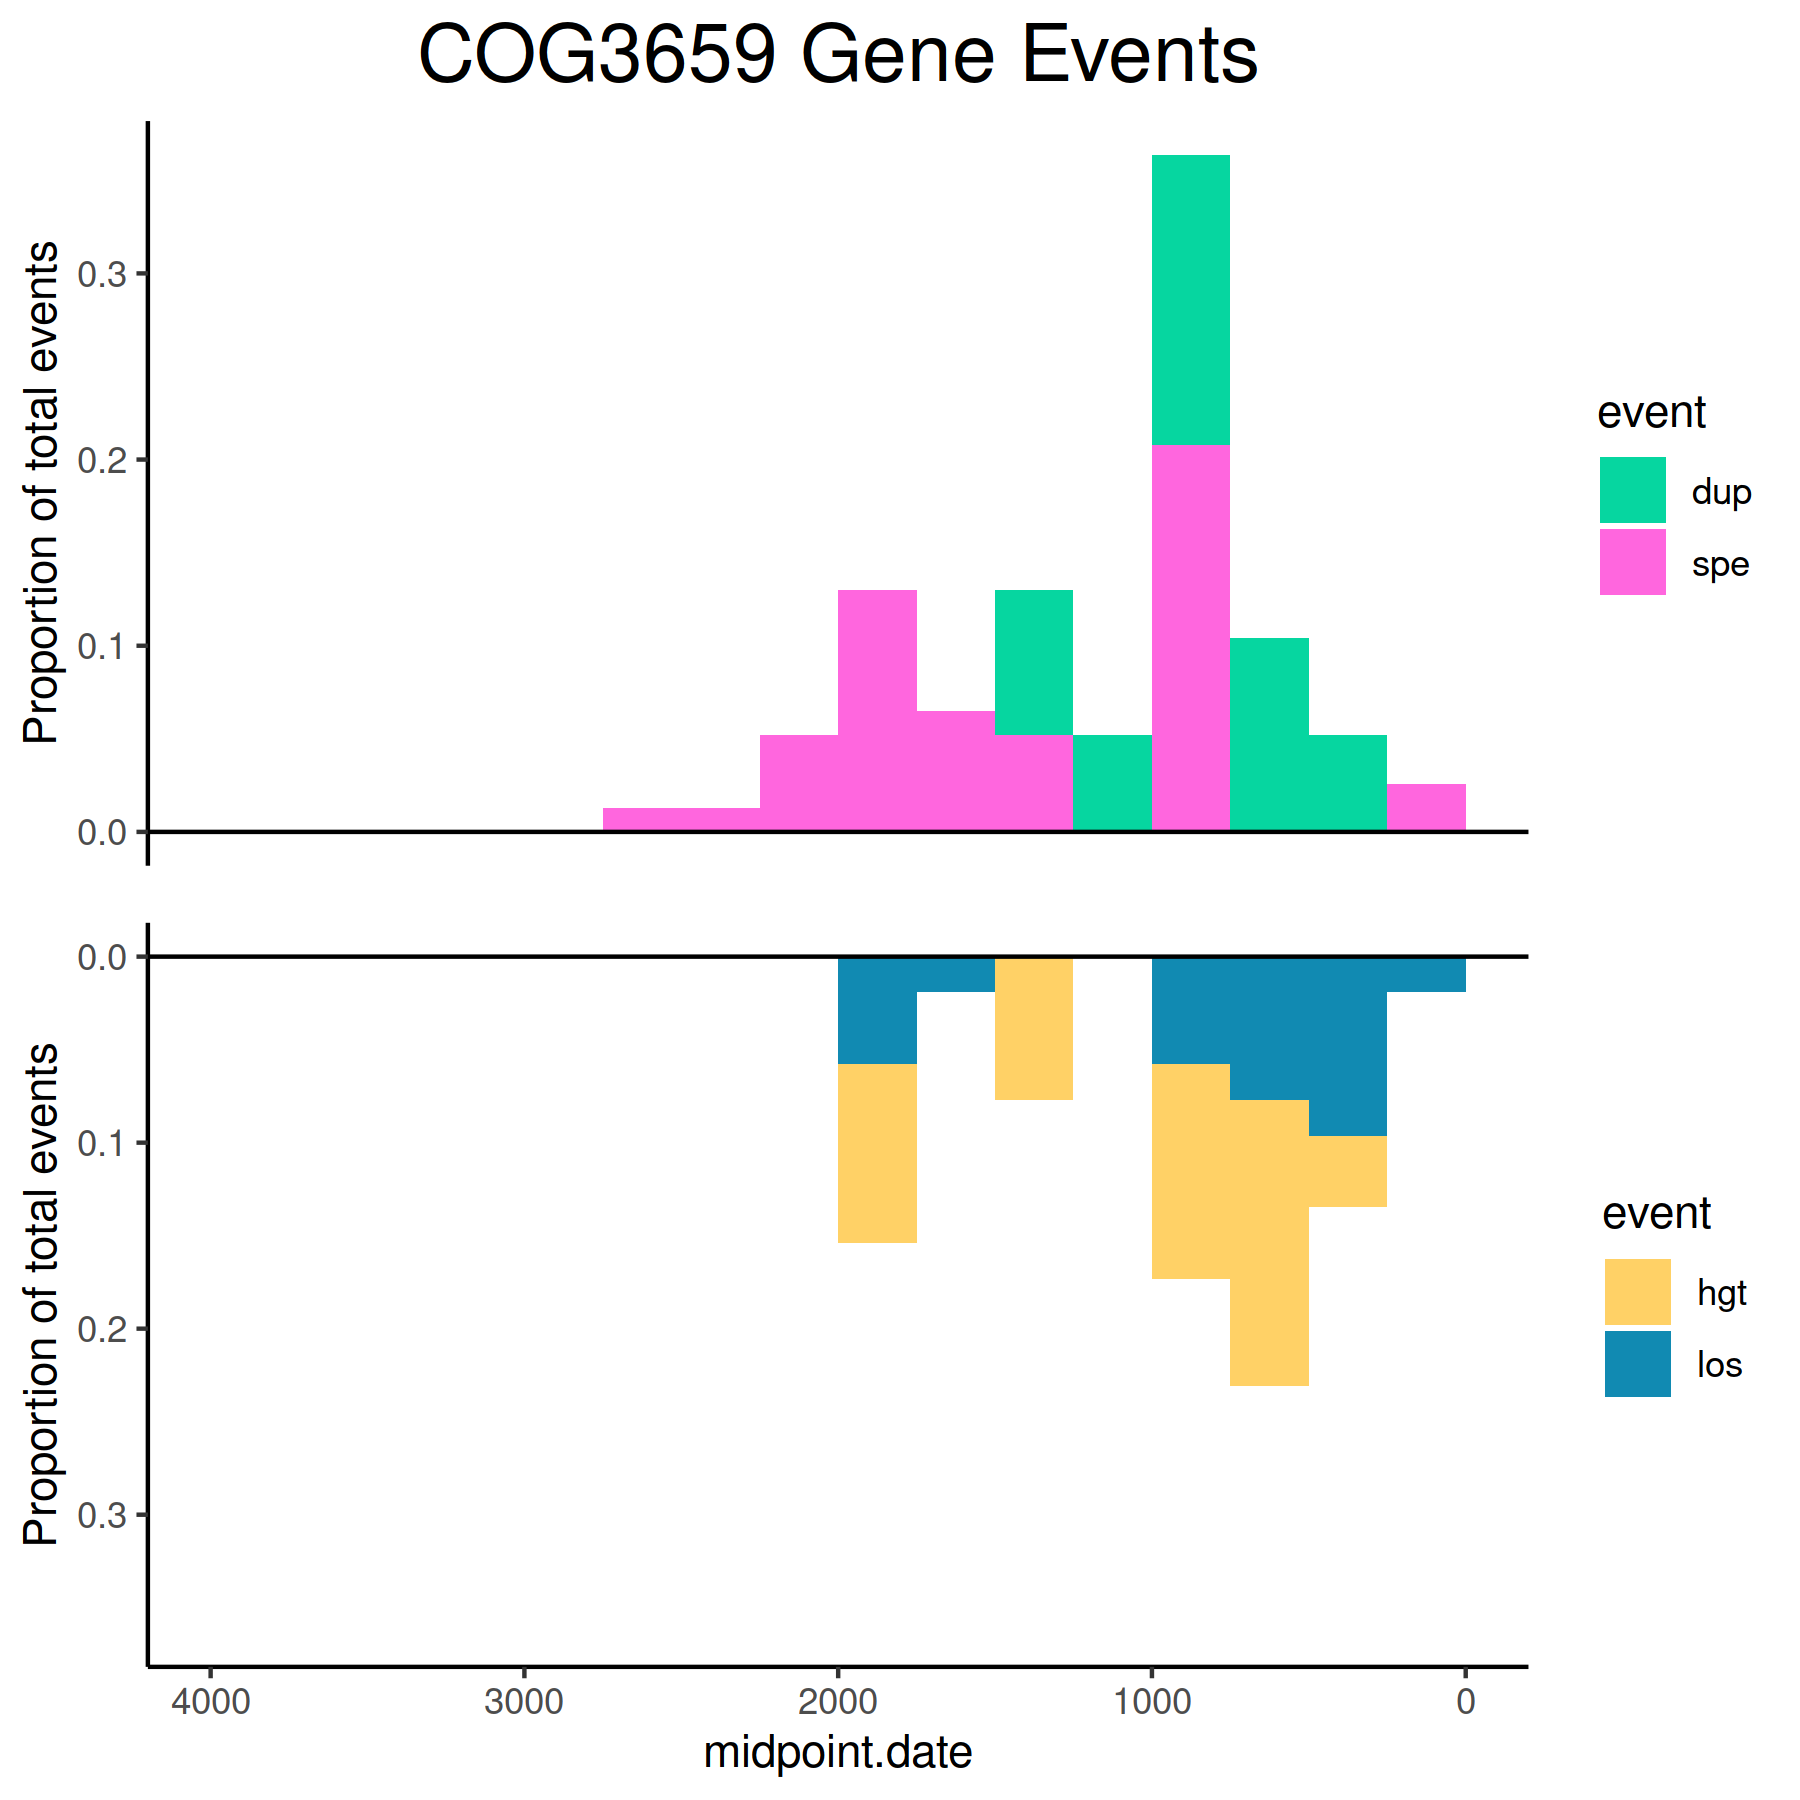 COG3659 Gene Events
Proportion of total events
0.3
0.2
0.1
0.0
event
dup
spe
Proportion of total events
0.0
0.1
0.2
0.3
event
hgt
los
4000 3000 2000 1000 0
midpoint.date